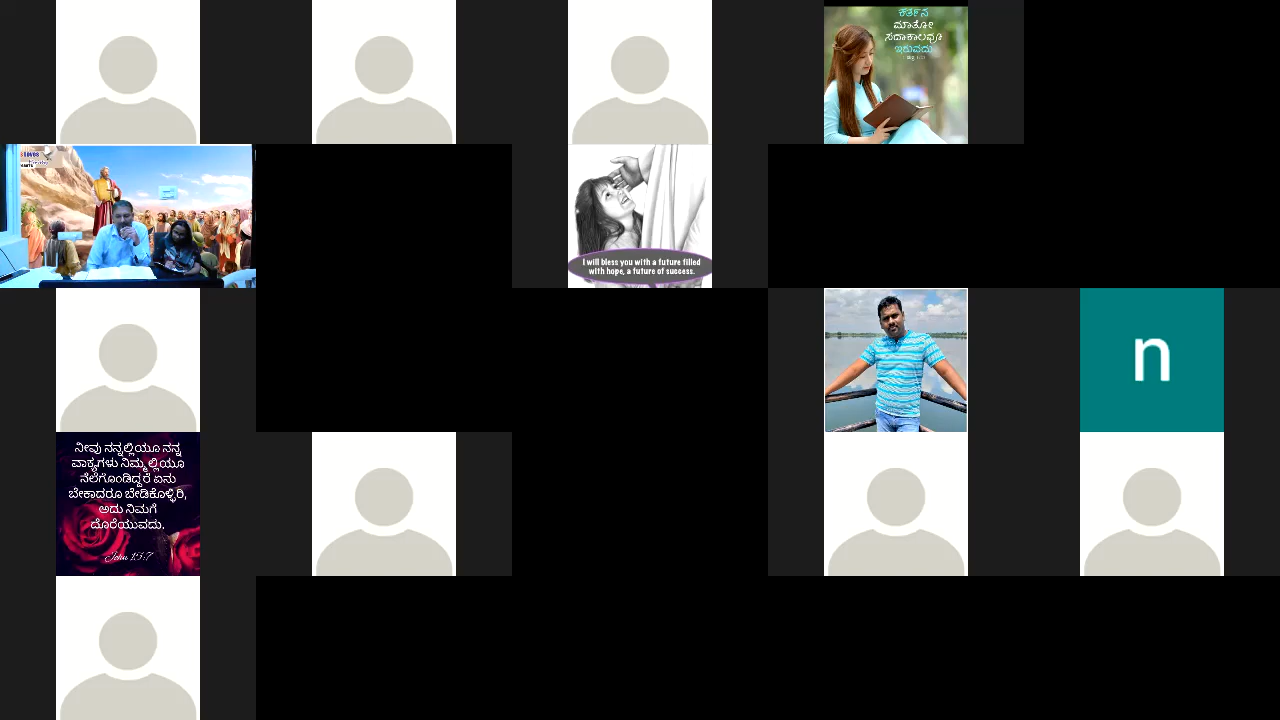 ಕರ್ತನ
ಮಾತೋ
ಸದಾಕಾಲವೂ
ಇರುವದು
I will bless you with a future filled
with hope, a future of success.
n
ನೀವು ನನ್ನಲ್ಲಿಯೂ ನನ್ನ
ವಾಕ್ಯಗಳು ನಿಮ್ಮಲ್ಲಿಯೂ
ನೆಲೆಗೊಂಡಿದ್ದರೆ ಏನು
ಬೇಕಾದರೂ ಬೇಡಿಕೊಳ್ಳಿರಿ,
ಅದು ನಿಮಗೆ
ದೊರೆಯುವದು.
John 15:7